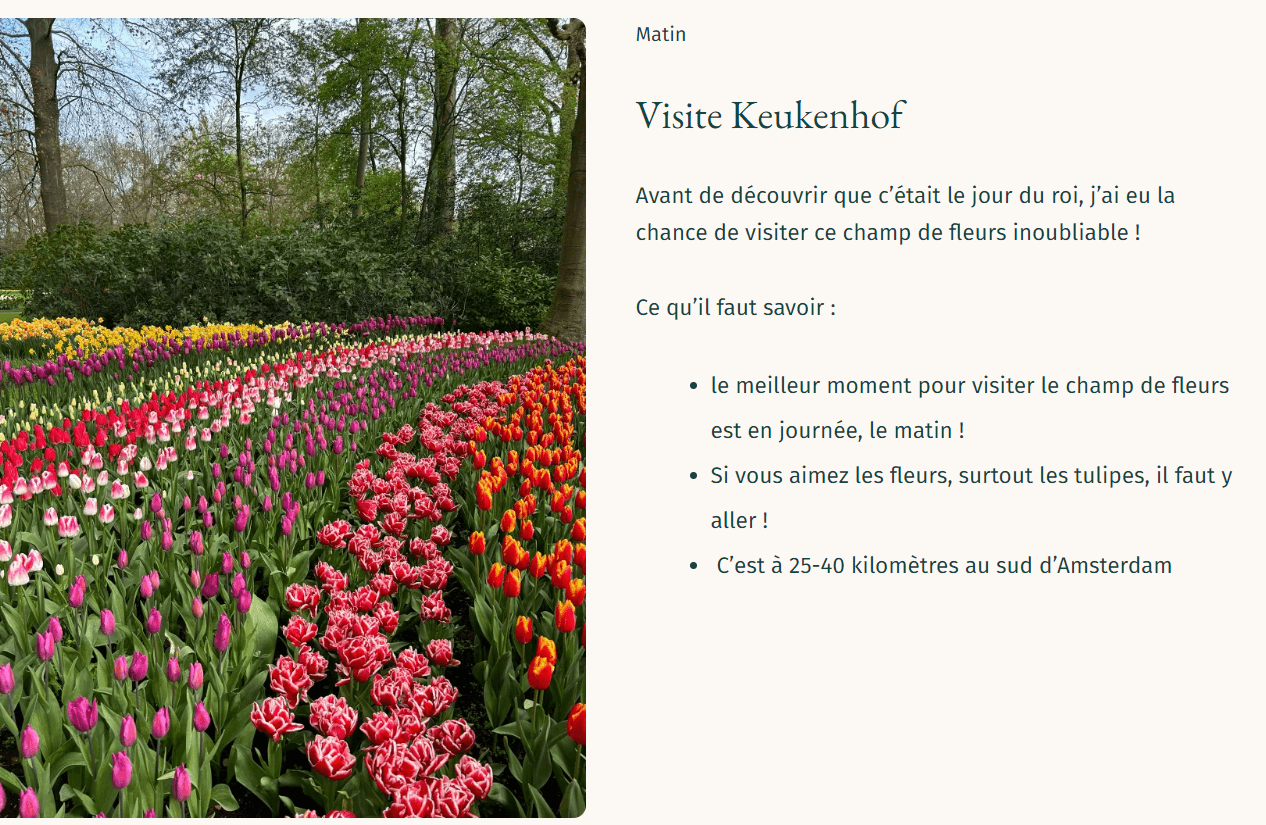 Matin
Visite Keukenhof
Avant de découvrir que c’était le jour du roi, j’ai eu la
chance de visiter ce champ de fleurs inoubliable !
Ce qu’il faut savoir :
• le meilleur moment pour visiter le champ de fleurs
est en journée, le matin !
• Si vous aimez les fleurs, surtout les tulipes, il faut y
aller !
• C’est à 25-40 kilomètres au sud d’Amsterdam